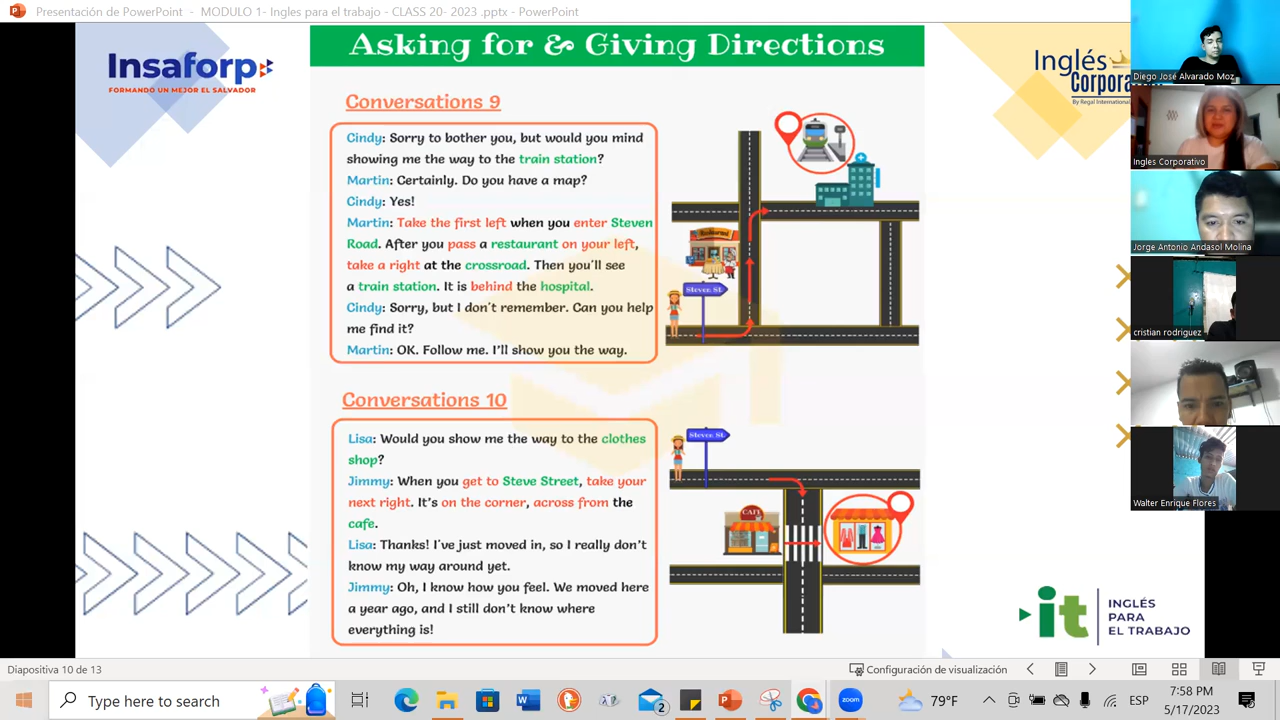 Presentación de PowerPoint - MODULO 1- Ingles para el trabajo - CLASS 20- 2023 .pptx - PowerPoint
Insaforp
FORMANDO UN MEJOR EL SALVADOR
Asking for & Giving Directions
Inglés
Corporat
By Regal International
Conversations 9
Cindy: Sorry to bother you, but would you mind
showing me the way to the train station?
Martin: Certainly. Do you have a map?
Cindy: Yes!
Martin: Take the first left when you enter Steven
Road. After you pass a restaurant on your left,
take a right at the crossroad. Then you'll see
a train station. It is behind the hospital.
Cindy: Sorry, but I don't remember. Can you help
me find it?
Martin: OK. Follow me. I'll show you the way.
Restaurant
Steven St.
Conversations 10
Lisa: Would you show me the way to the clothes
shop?
Jimmy: When you get to Steve Street, take your
next right. It's on the corner, across from the
cafe.
Lisa: Thanks! I've just moved in, so I really don't
know my way around yet.
Jimmy: Oh, I know how you feel. We moved here
a year ago, and I still don't know where
everything is!
Steven St.
CAFE
it
INGLÉS
PARA
EL TRABAJO
Diego José Alvarado Moz
Ingles Corporativo
Jorge Antonio Andasol Molina
cristian rodriguez
Walter Enrique Flores
Diapositiva 10 de 13
Configuración de visualización
Type here to search
2
zoom
79°F
ESP
7:58 PM
5/17/2023